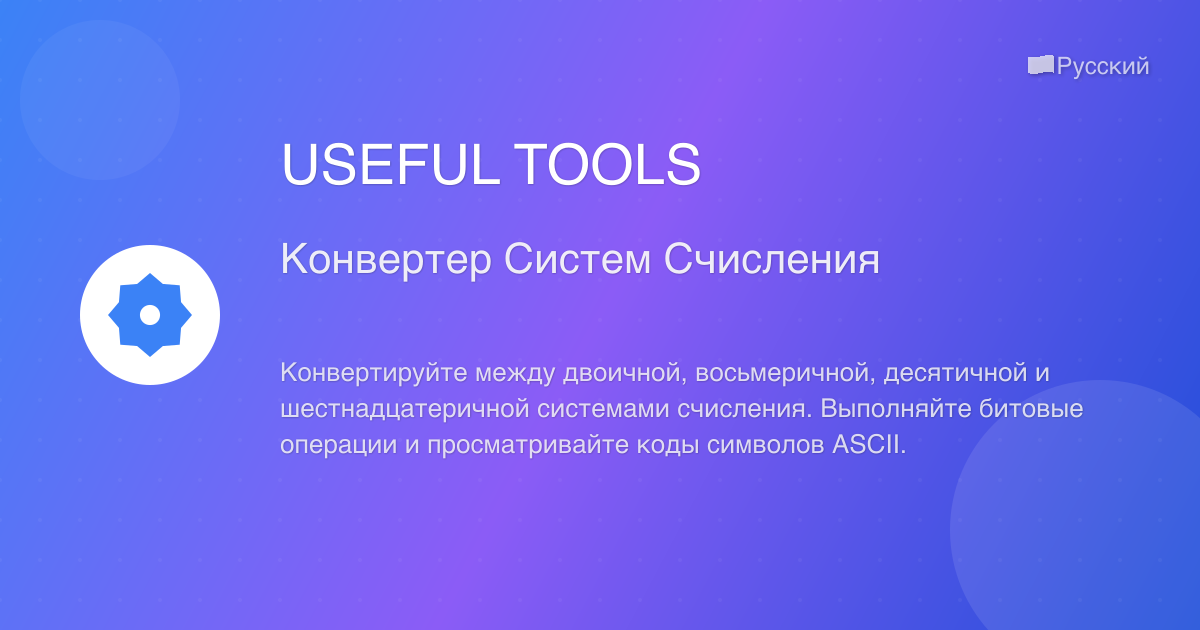 Русский
USEFUL TOOLS
Конвертер Систем Счисления
Конвертируйте между двоичной, восьмеричной, десятичной и
шестнадцатеричной системами счисления. Выполняйте битовые
операции и просматривайте коды символов ASCII.